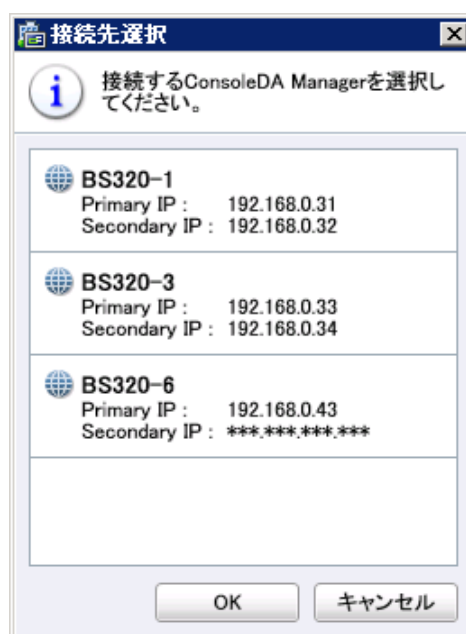 接続先選択
接続するConsoleDA Managerを選択し
てください。
BS320-1
Primary IP : 192.168.0.31
Secondary IP : 192.168.0.32
BS320-3
Primary IP : 192.168.0.33
Secondary IP : 192.168.0.34
BS320-6
Primary IP : 192.168.0.43
Secondary IP : ***.***.***.***
OK キャンセル